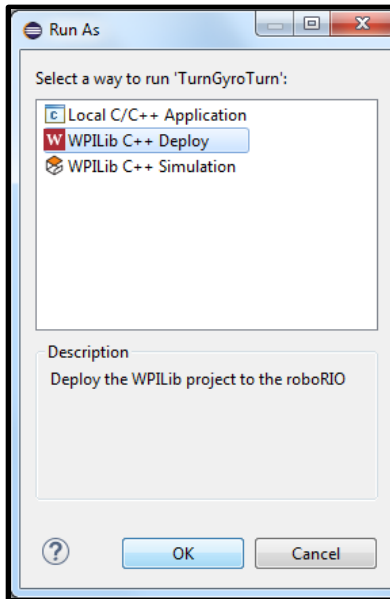 Run As
Select a way to run 'TurnGyroTurn':
Local C/C++ Application
WPILib C++ Deploy
WPILib C++ Simulation
Description
Deploy the WPILib project to the roboRIO
OK Cancel